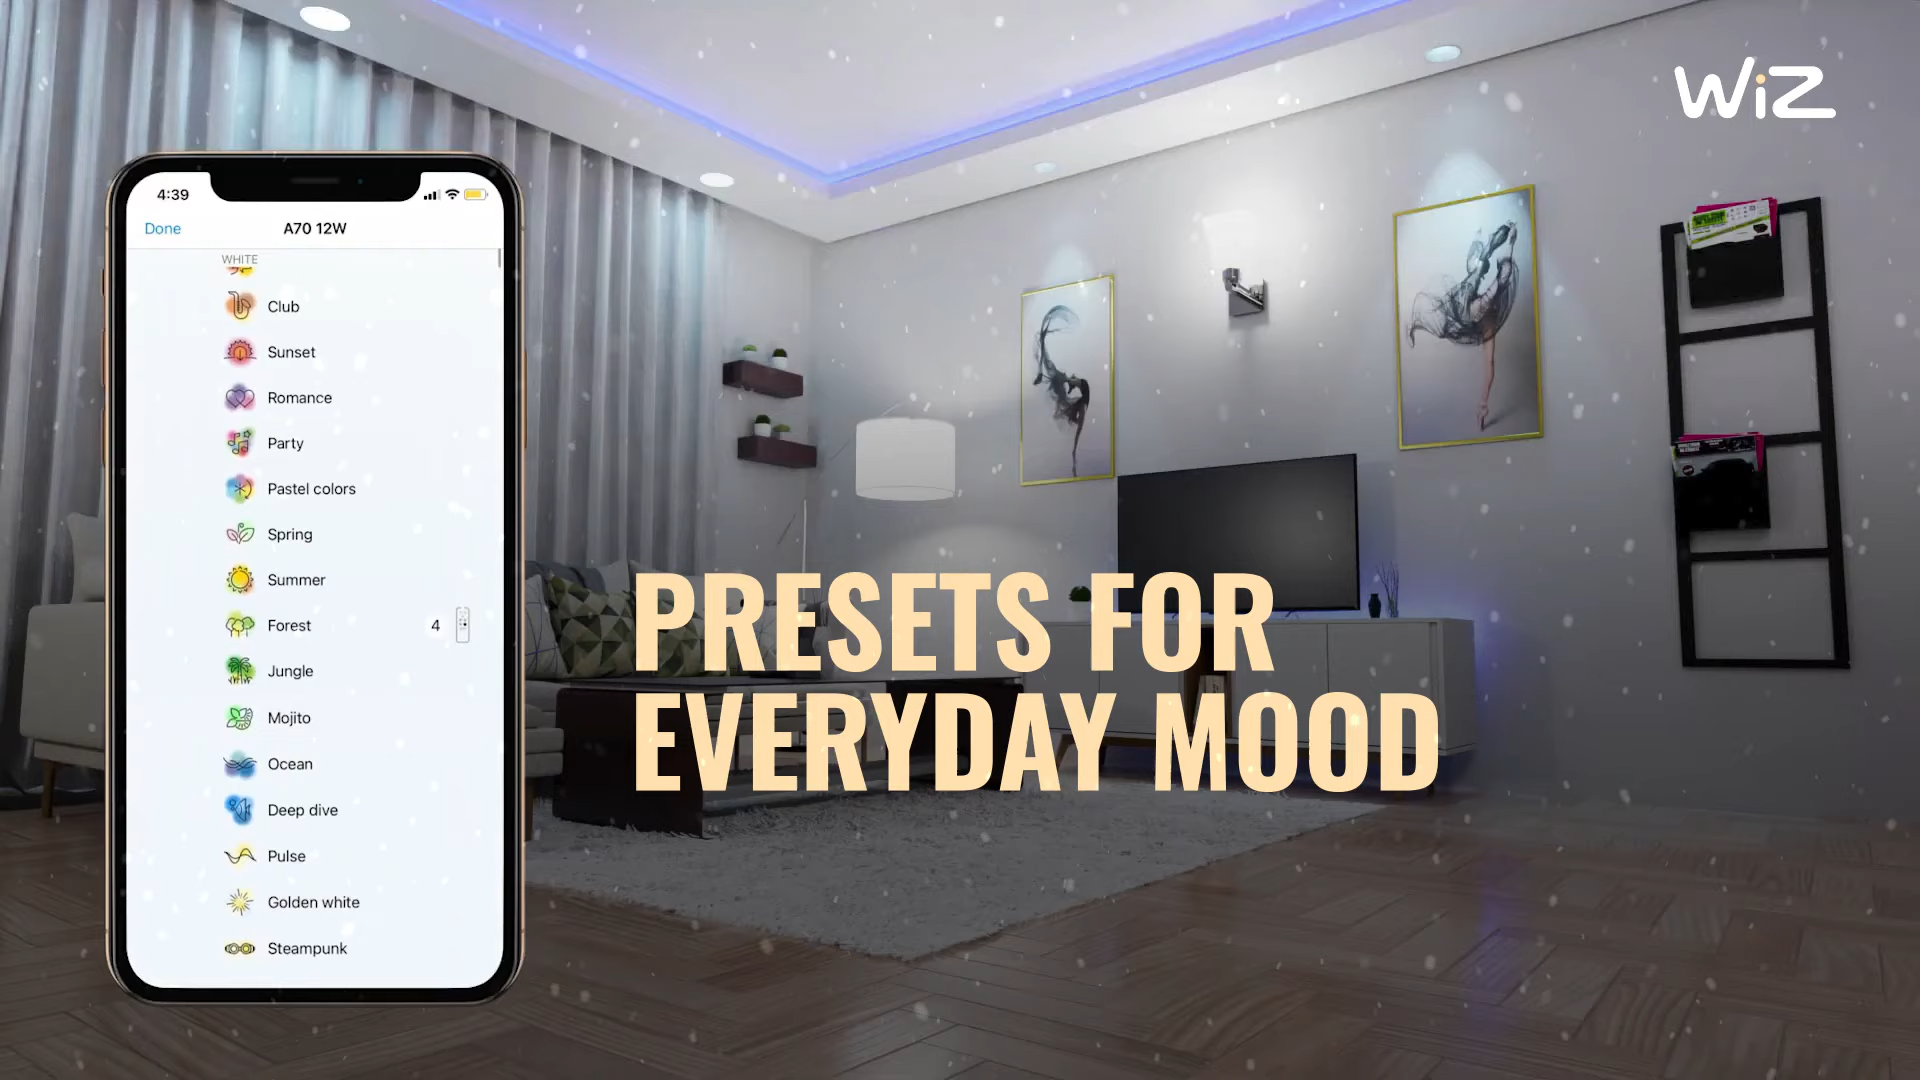 WiZ
4:39
Done
A70 12W
WHITE
Club
Sunset
Romance
Party
Pastel colors
Spring
Summer
Forest 4
Jungle
Mojito
Ocean
Deep dive
Pulse
Golden white
Steampunk
PRESETS FOR
EVERYDAY MOOD